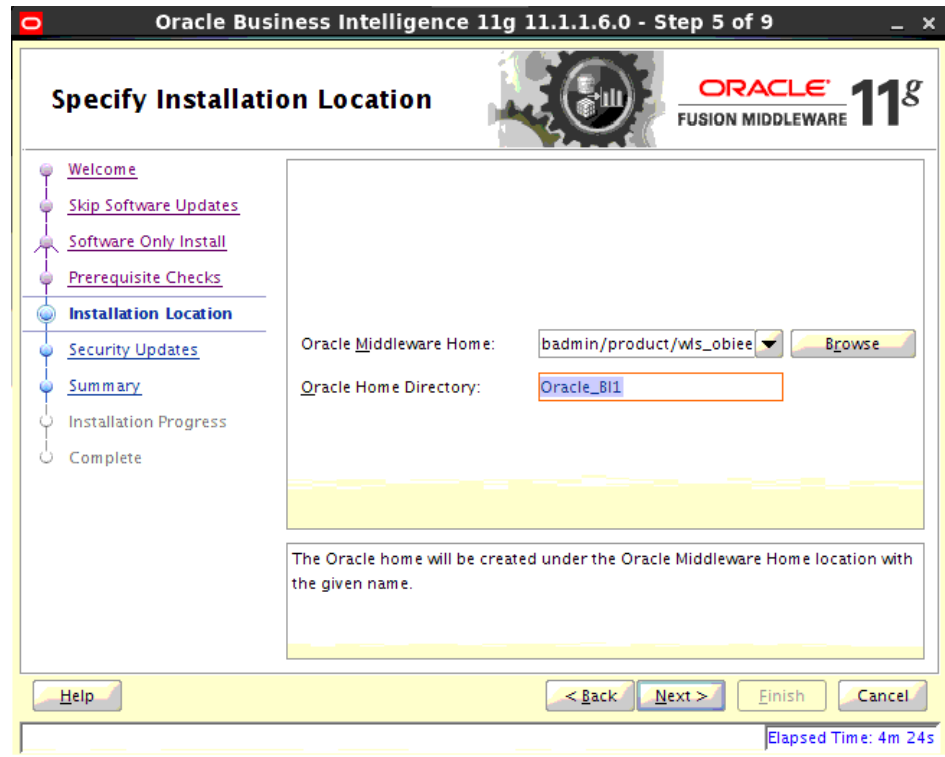 Oracle Business Intelligence 11g 11.1.1.6.0 - Step 5 of 9
Specify Installation Location
ORACLE
FUSION MIDDLEWARE
11g
Welcome
Skip Software Updates
Software Only Install
Prerequisite Checks
Installation Location
Security Updates
Summary
Installation Progress
Complete
Oracle Middleware Home:
badmin/product/wls_obiee
Browse
Oracle Home Directory:
Oracle_BI1
The Oracle home will be created under the Oracle Middleware Home location with
the given name.
Help
< Back
Next >
Finish
Cancel
Elapsed Time: 4m 24s